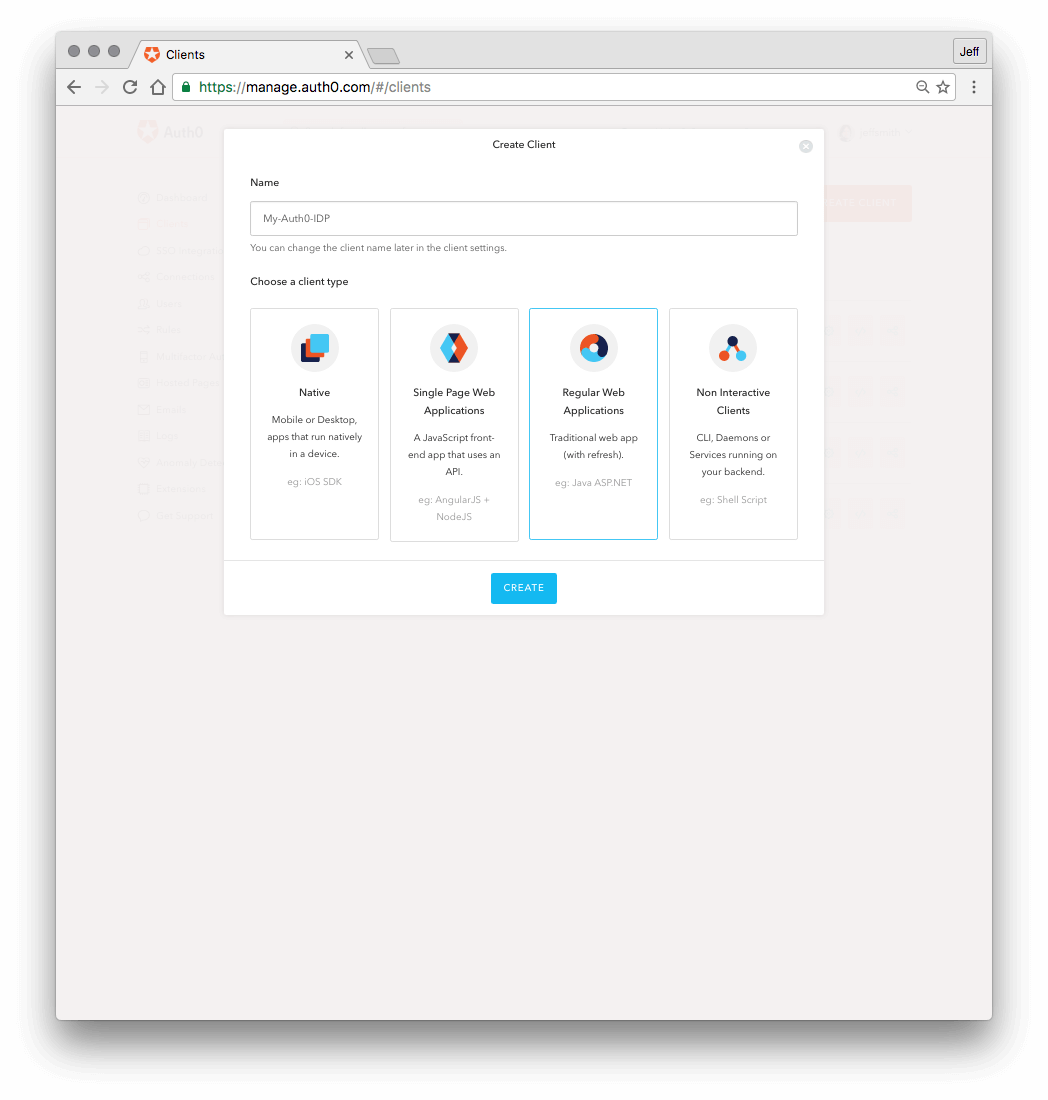 Clients
Jeff
https://manage.auth0.com/#/clients
Auth0
Create Client
Name
My-Auth0-IDP
You can change the client name later in the client settings.
Choose a client type
Native
Mobile or Desktop,
apps that run natively
in a device.
eg: iOS SDK
Single Page Web
Applications
A JavaScript front-
end app that uses an
API.
eg: AngularJS +
NodeJS
Regular Web
Applications
Traditional web app
(with refresh).
eg: Java ASP.NET
Non Interactive
Clients
CLI, Daemons or
Services running on
your backend.
eg: Shell Script
CREATE